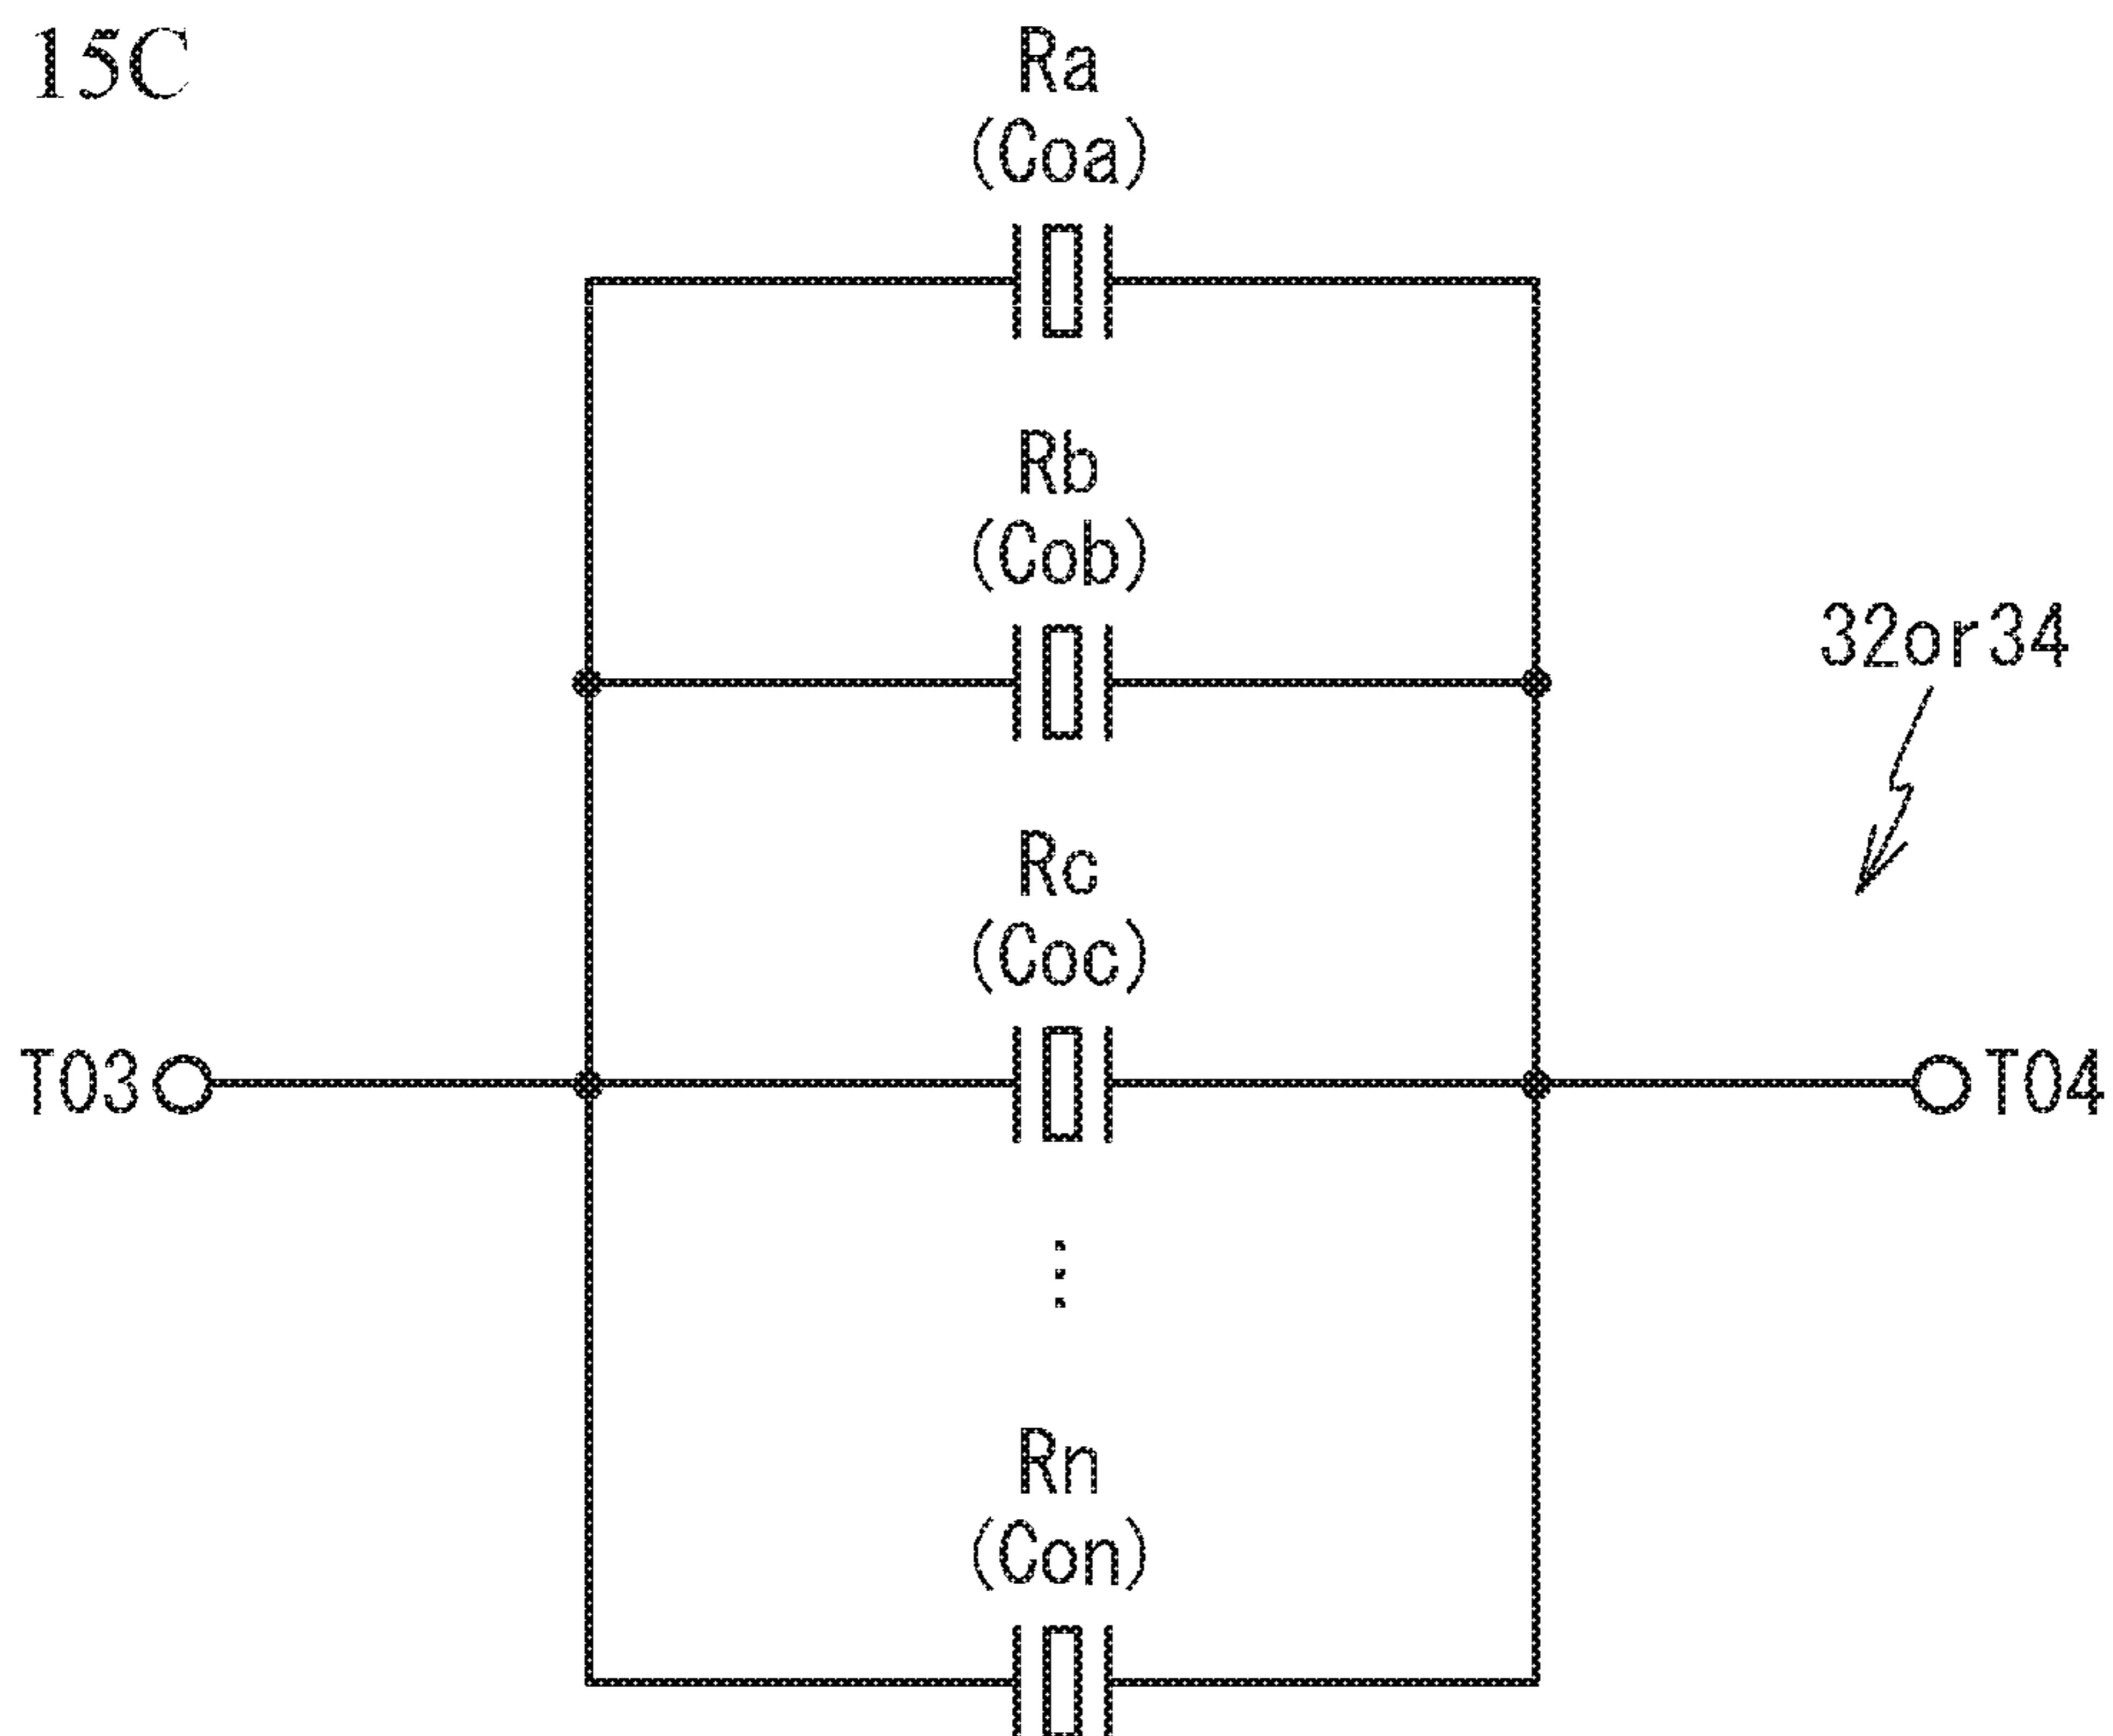 15C
Ra
(Coa)
Rb
(Cob)
32or34
Rc
(Coc)
T03
T04
Rn
(Con)